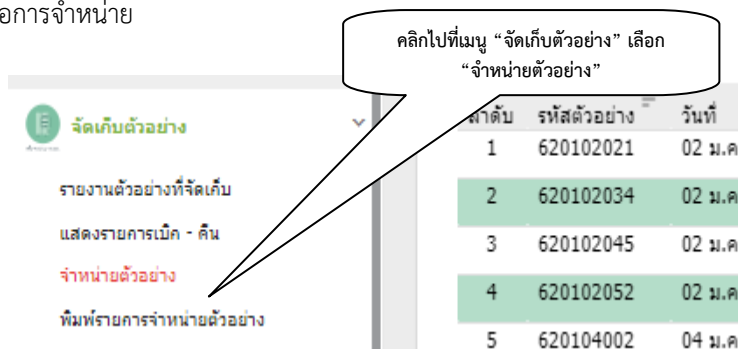 อการจำหน่าย
คลิกไปที่เมนู “จัดเก็บตัวอย่าง” เลือก
“จำหน่ายตัวอย่าง”
จัดเก็บตัวอย่าง
รายงานตัวอย่างที่จัดเก็บ
แสดงรายการเบิก - คืน
จำหน่ายตัวอย่าง
พิมพ์รายการจำหน่ายตัวอย่าง
ลำดับ รหัสตัวอย่าง วันที่
1 620102021 02 ม.ค
2 620102034 02 ม.ค
3 620102045 02 ม.ค
4 620102052 02 ม.ค
5 620104002 04 ม.ค